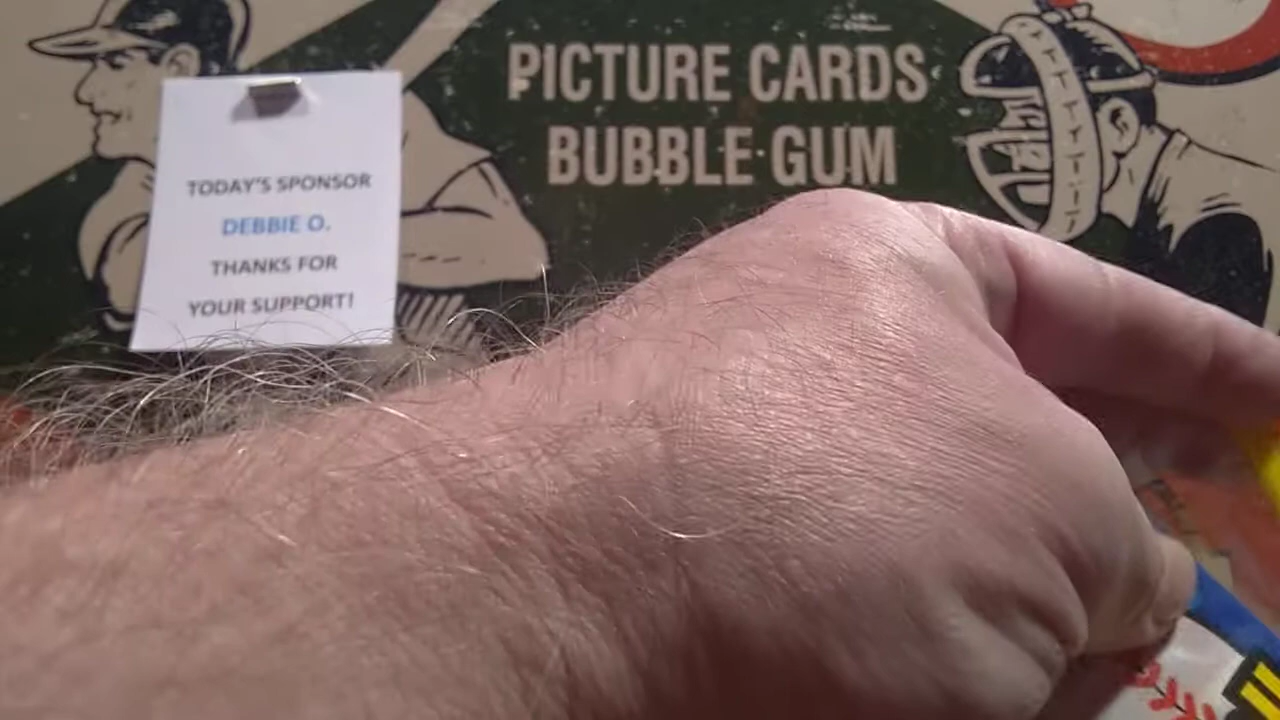 PICTURE CARDS
BUBBLE·GUM
TODAY'S SPONSOR
DEBBIE O.
THANKS FOR
YOUR SUPPORT!